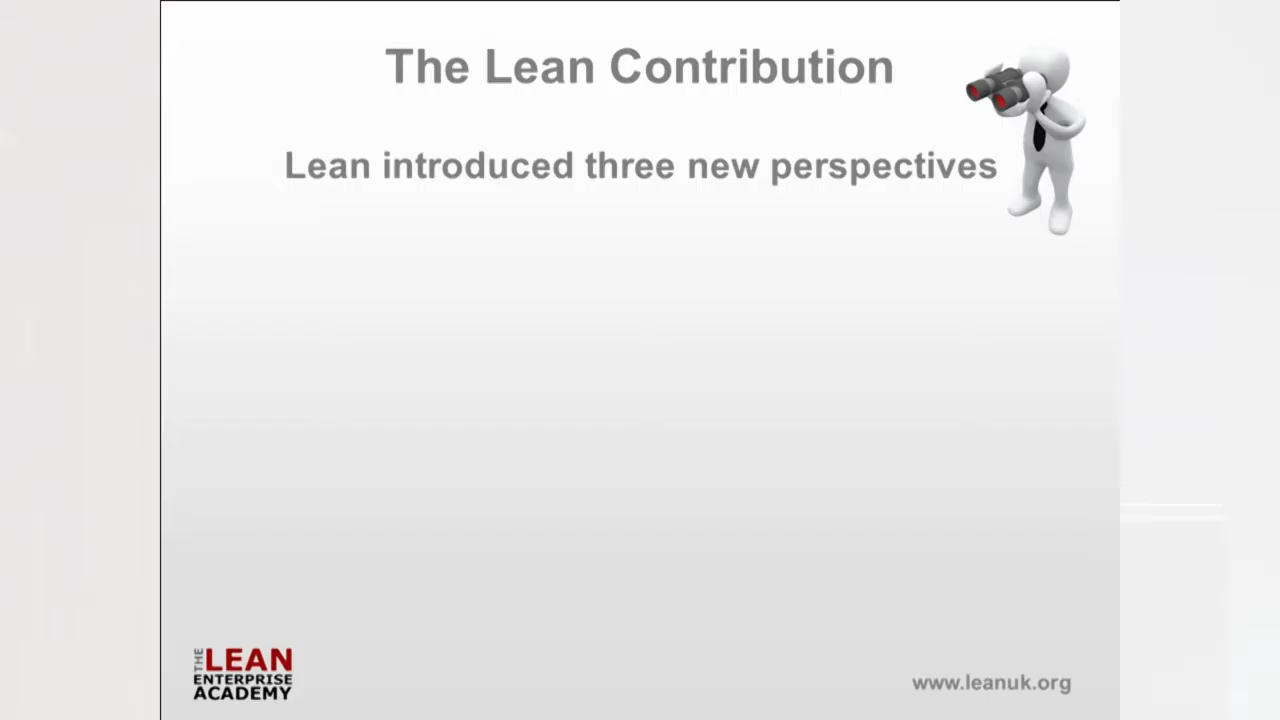 The Lean Contribution
Lean introduced three new perspectives
THE LEAN
ENTERPRISE
ACADEMY
www.leanuk.org